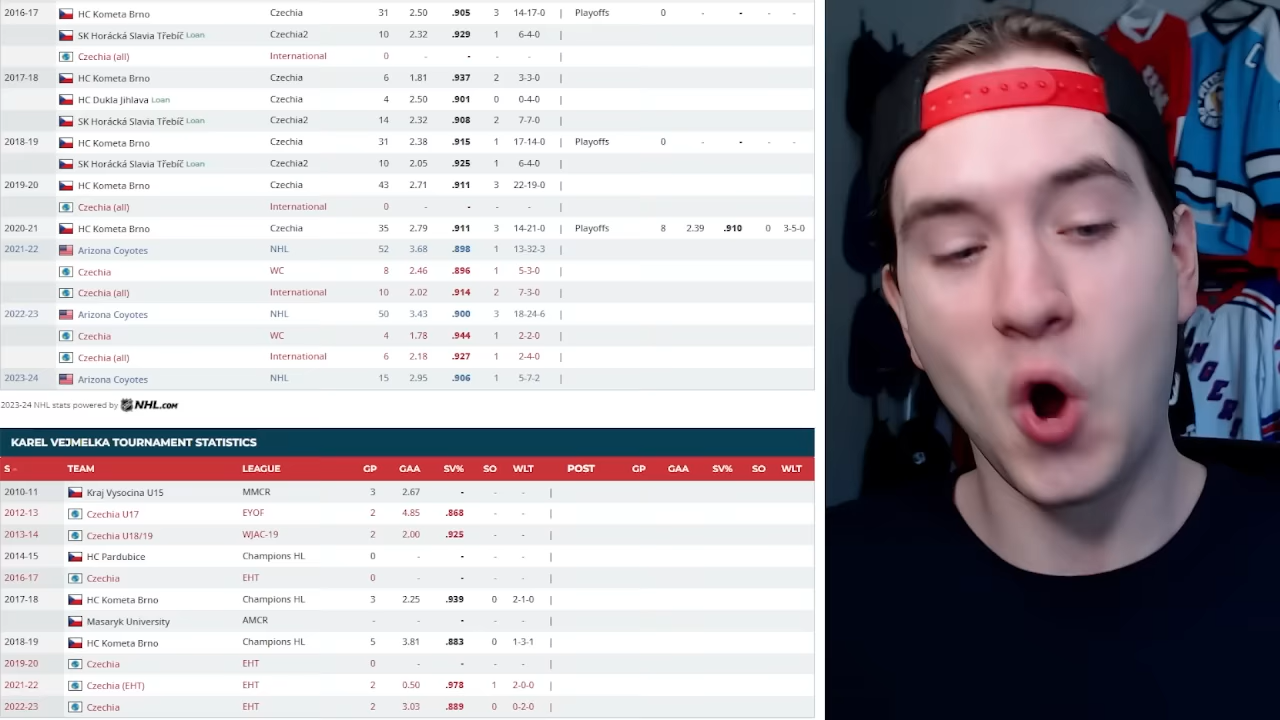 2016-17 HC Kometa Brno Czechia 31 2.50 .905 3 14-17-0 | Playoffs 0 - - - -
SK Horácká Slavia Třebíč Loan Czechia2 10 2.32 .929 1 6-4-0 |
Czechia (all) International 0 - - - - |
2017-18 HC Kometa Brno Czechia 6 1.81 .937 2 3-3-0 |
HC Dukla Jihlava Loan Czechia 4 2.50 .901 0 0-4-0 |
SK Horácká Slavia Třebíč Loan Czechia2 14 2.32 .908 2 7-7-0 |
2018-19 HC Kometa Brno Czechia 31 2.38 .915 1 17-14-0 | Playoffs 0 - - - -
SK Horácká Slavia Třebíč Loan Czechia2 10 2.05 .925 1 6-4-0 |
2019-20 HC Kometa Brno Czechia 43 2.71 .911 3 22-19-0 |
Czechia (all) International 0 - - - - |
2020-21 HC Kometa Brno Czechia 35 2.79 .911 3 14-21-0 | Playoffs 8 2.39 .910 0 3-5-0
2021-22 Arizona Coyotes NHL 52 3.68 .898 1 13-32-3 |
Czechia WC 8 2.46 .896 1 5-3-0 |
Czechia (all) International 10 2.02 .914 2 7-3-0 |
2022-23 Arizona Coyotes NHL 50 3.43 .900 3 18-24-6 |
Czechia WC 4 1.78 .944 1 2-2-0 |
Czechia (all) International 6 2.18 .927 1 2-4-0 |
2023-24 Arizona Coyotes NHL 15 2.95 .906 1 5-7-2 |
2023-24 NHL stats powered by NHL.COM
KAREL VEJMELKA TOURNAMENT STATISTICS
S TEAM LEAGUE GP GAA SV% SO WLT POST GP GAA SV% SO WLT
2010-11 Kraj Vysocina U15 MMCR 3 2.67 - - - |
2012-13 Czechia U17 EYOF 2 4.85 .868 - - |
2013-14 Czechia U18/19 WJAC-19 2 2.00 .925 - - |
2014-15 HC Pardubice Champions HL 0 - - - - |
2016-17 Czechia EHT 0 - - - - |
2017-18 HC Kometa Brno Champions HL 3 2.25 .939 0 2-1-0 |
Masaryk University AMCR - - - - - |
2018-19 HC Kometa Brno Champions HL 5 3.81 .883 0 1-3-1 |
2019-20 Czechia EHT 0 - - - - |
2021-22 Czechia (EHT) EHT 2 0.50 .978 1 2-0-0 |
2022-23 Czechia EHT 2 3.03 .889 0 0-2-0 |